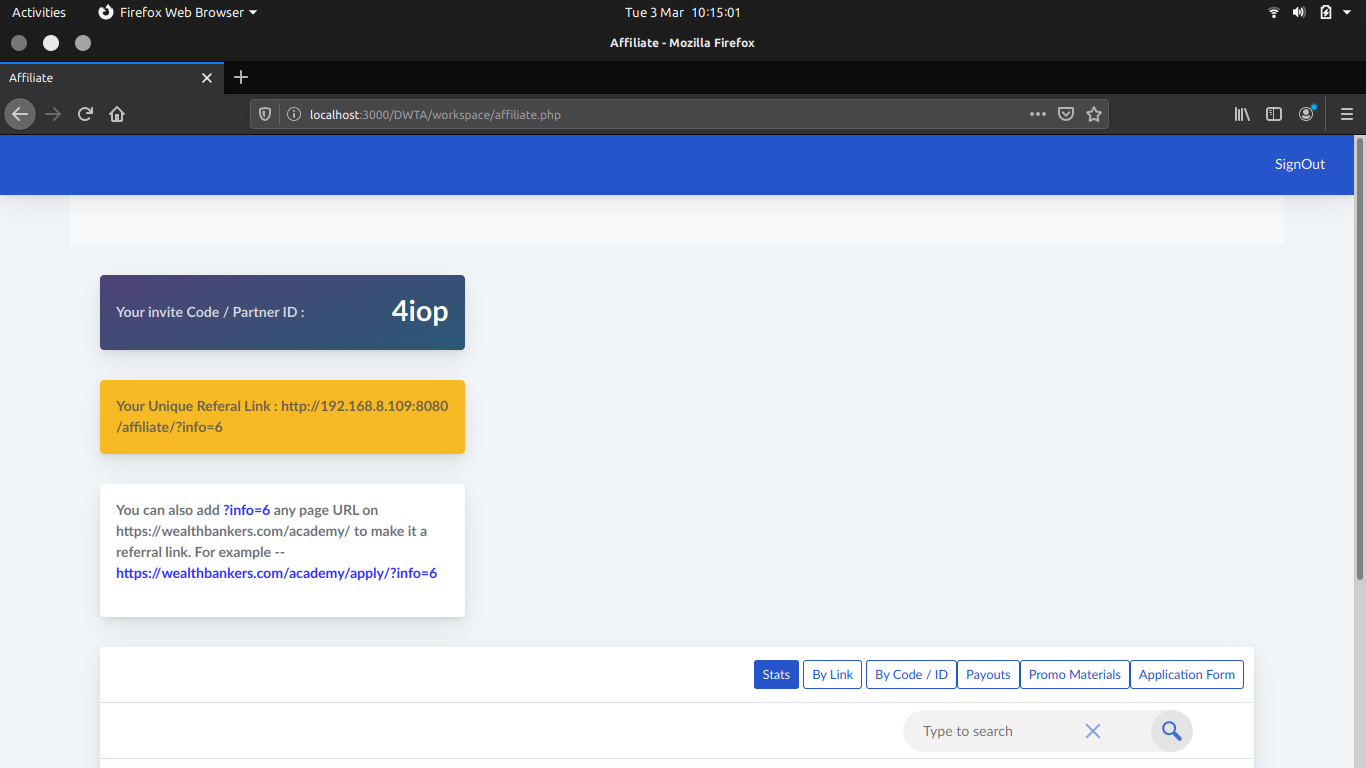 Activities
Firefox Web Browser
Tue 3 Mar 10:15:01
Affiliate - Mozilla Firefox
Affiliate
localhost:3000/DWTA/workspace/affiliate.php
SignOut
Your invite Code / Partner ID :
4iop
Your Unique Referal Link : http://192.168.8.109:8080
/affiliate/?info=6
You can also add ?info=6 any page URL on
https://wealthbankers.com/academy/ to make it a
referral link. For example --
https://wealthbankers.com/academy/apply/?info=6
Stats
By Link
By Code / ID
Payouts
Promo Materials
Application Form
Type to search